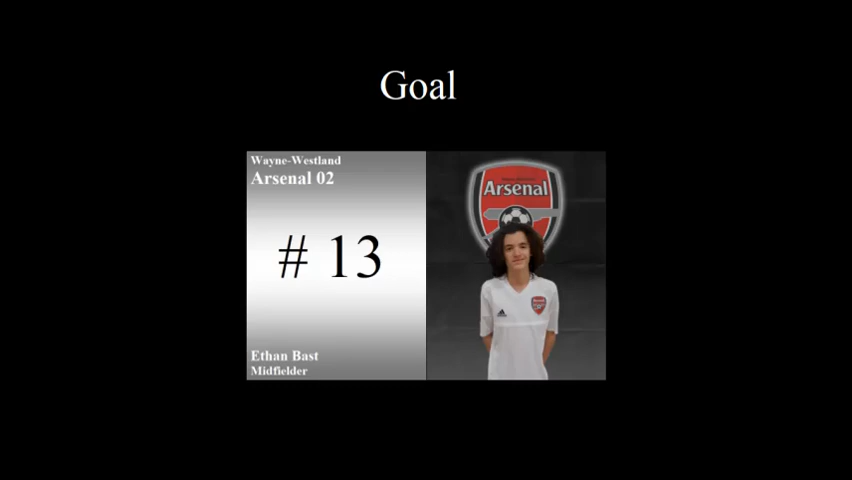 Goal
Wayne-Westland
Arsenal 02
# 13
Ethan Bast
Midfielder
Arsenal